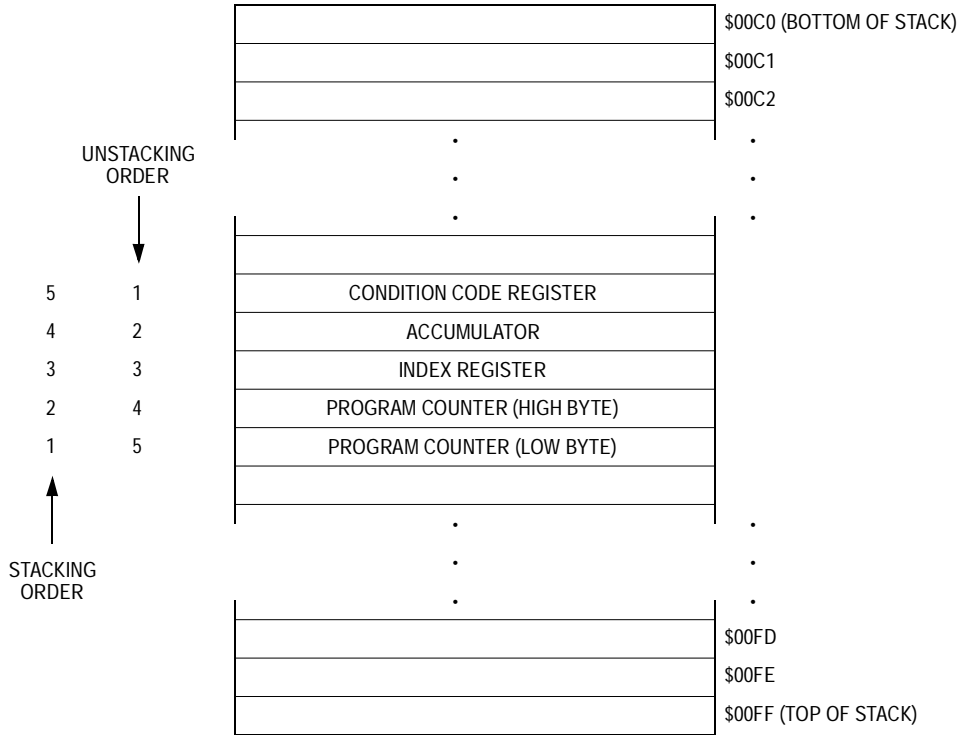 $00C0 (BOTTOM OF STACK)
$00C1
$00C2
UNSTACKING
ORDER
5 1 CONDITION CODE REGISTER
4 2 ACCUMULATOR
3 3 INDEX REGISTER
2 4 PROGRAM COUNTER (HIGH BYTE)
1 5 PROGRAM COUNTER (LOW BYTE)
STACKING
ORDER
$00FD
$00FE
$00FF (TOP OF STACK)